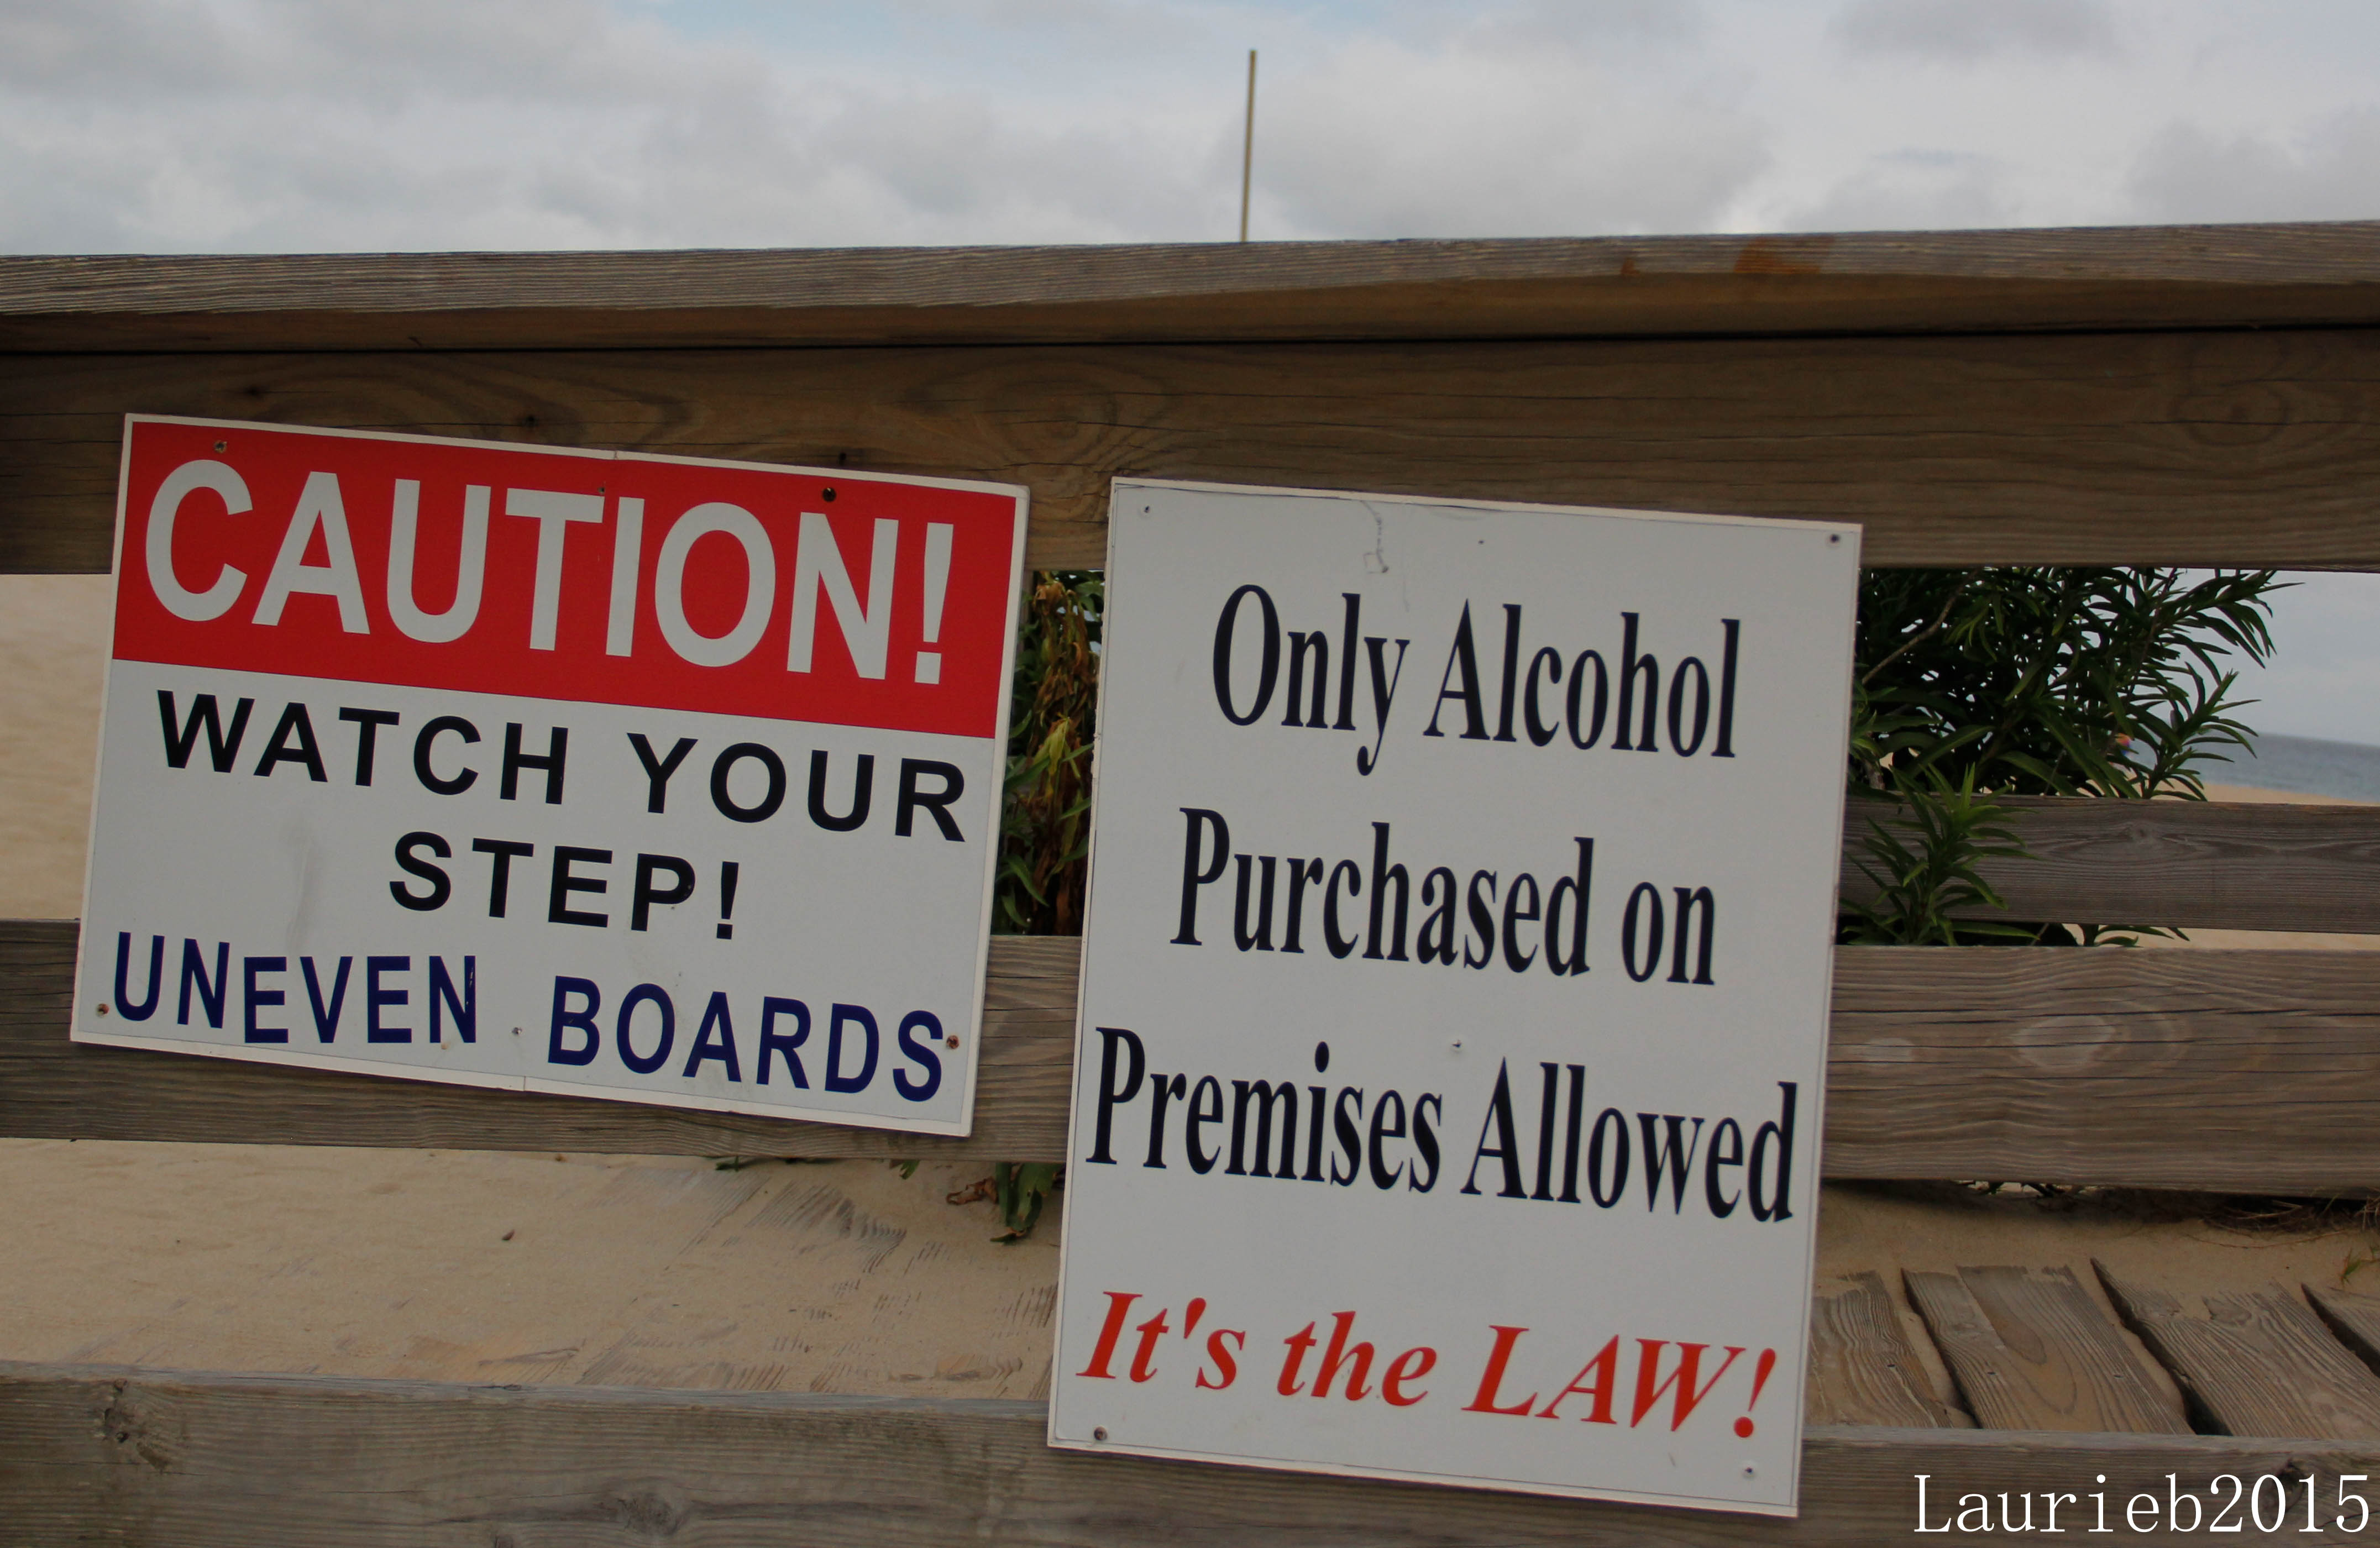 CAUTION!
WATCH YOUR
STEP!
UNEVEN BOARDS
Only Alcohol
Purchased on
Premises Allowed
It's the LAW!
Laurieb2015